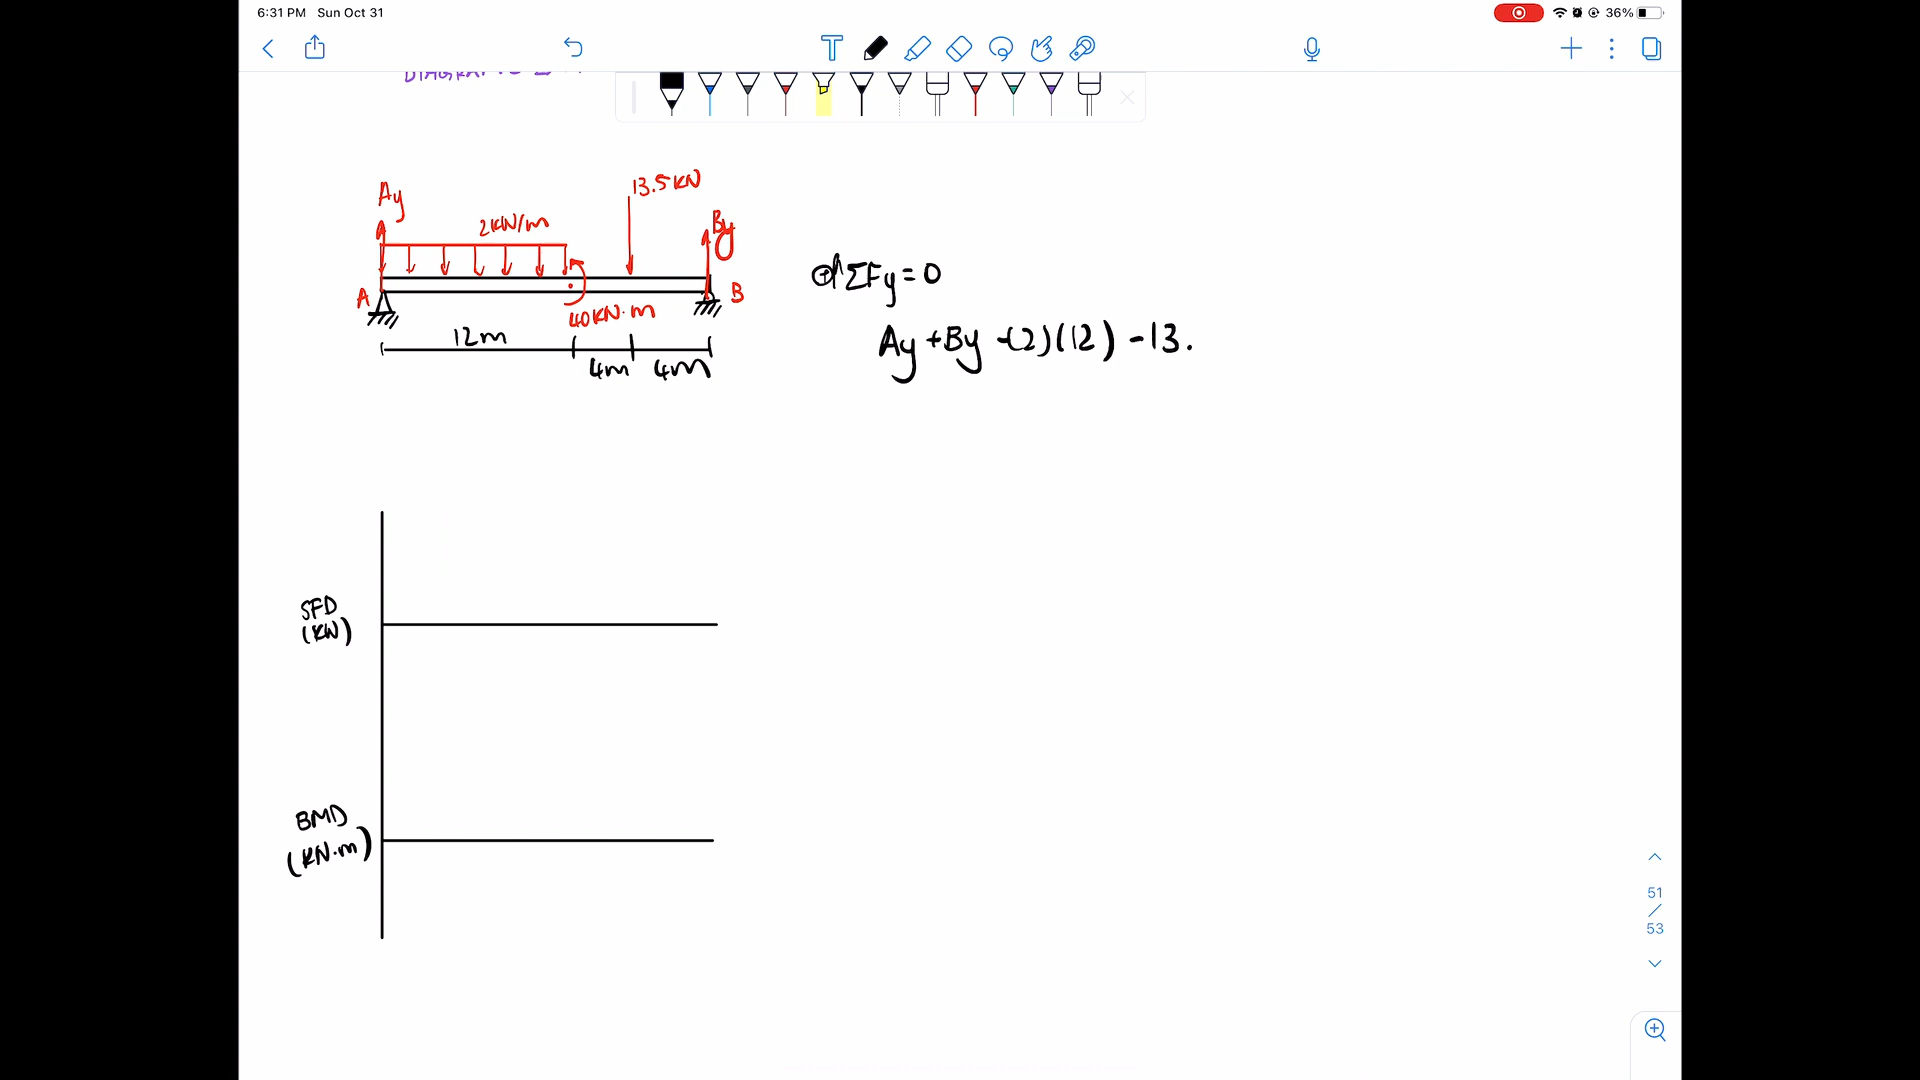 6:31 PM Sun Oct 31
36%
T
Ay
13.5KN
2KN/m
By
A
B
40KN·m
12m
4m
4m
⊕↑ΣFy=0
Ay+By-(2)(12)-13.
SFD
(KN)
BMD
(KN.m)
51
/
53